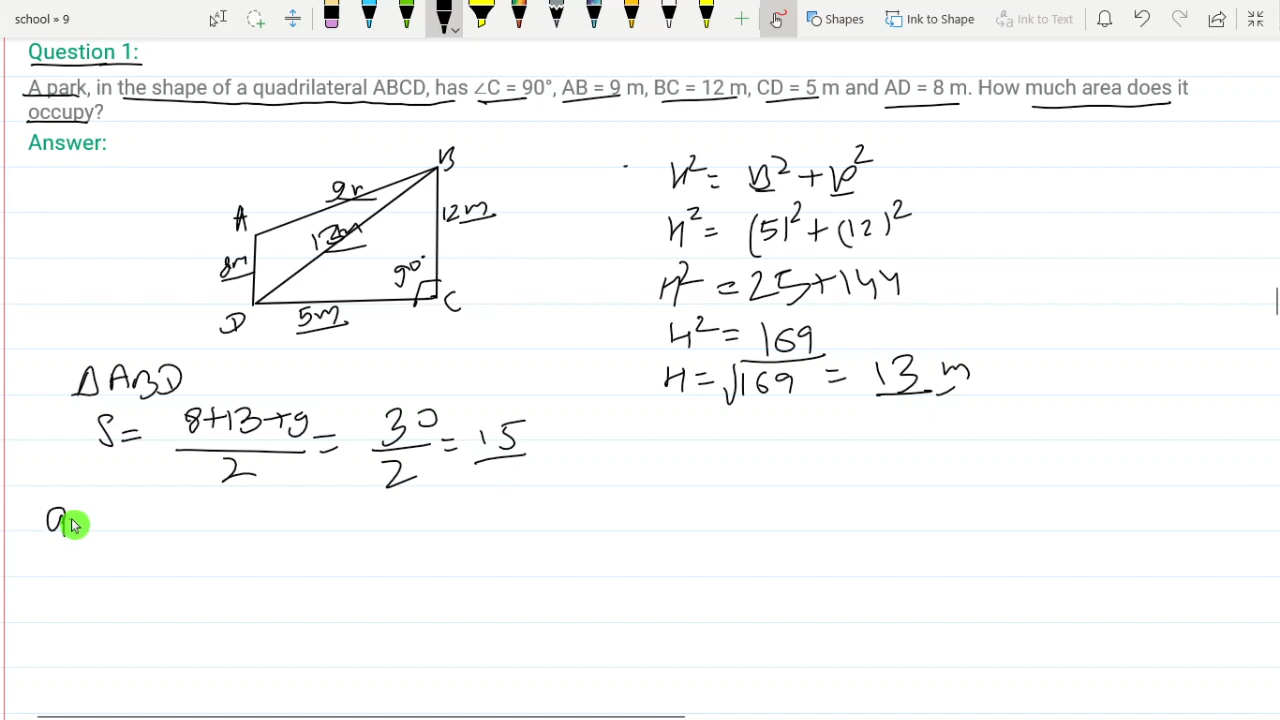 school » 9
Shapes
Ink to Shape
Ink to Text
Question 1:
A park, in the shape of a quadrilateral ABCD, has ∠C = 90°, AB = 9 m, BC = 12 m, CD = 5 m and AD = 8 m. How much area does it
occupy?
Answer:
B
9
A
12m
13m
8m
90°
C
D
5m
H² = B² + P²
H² = (5)² + (12)²
H² = 25+144
H² = 169
H = √169 = 13 m
ΔABD
S = 8+13+9 / 2 = 30 / 2 = 15
a